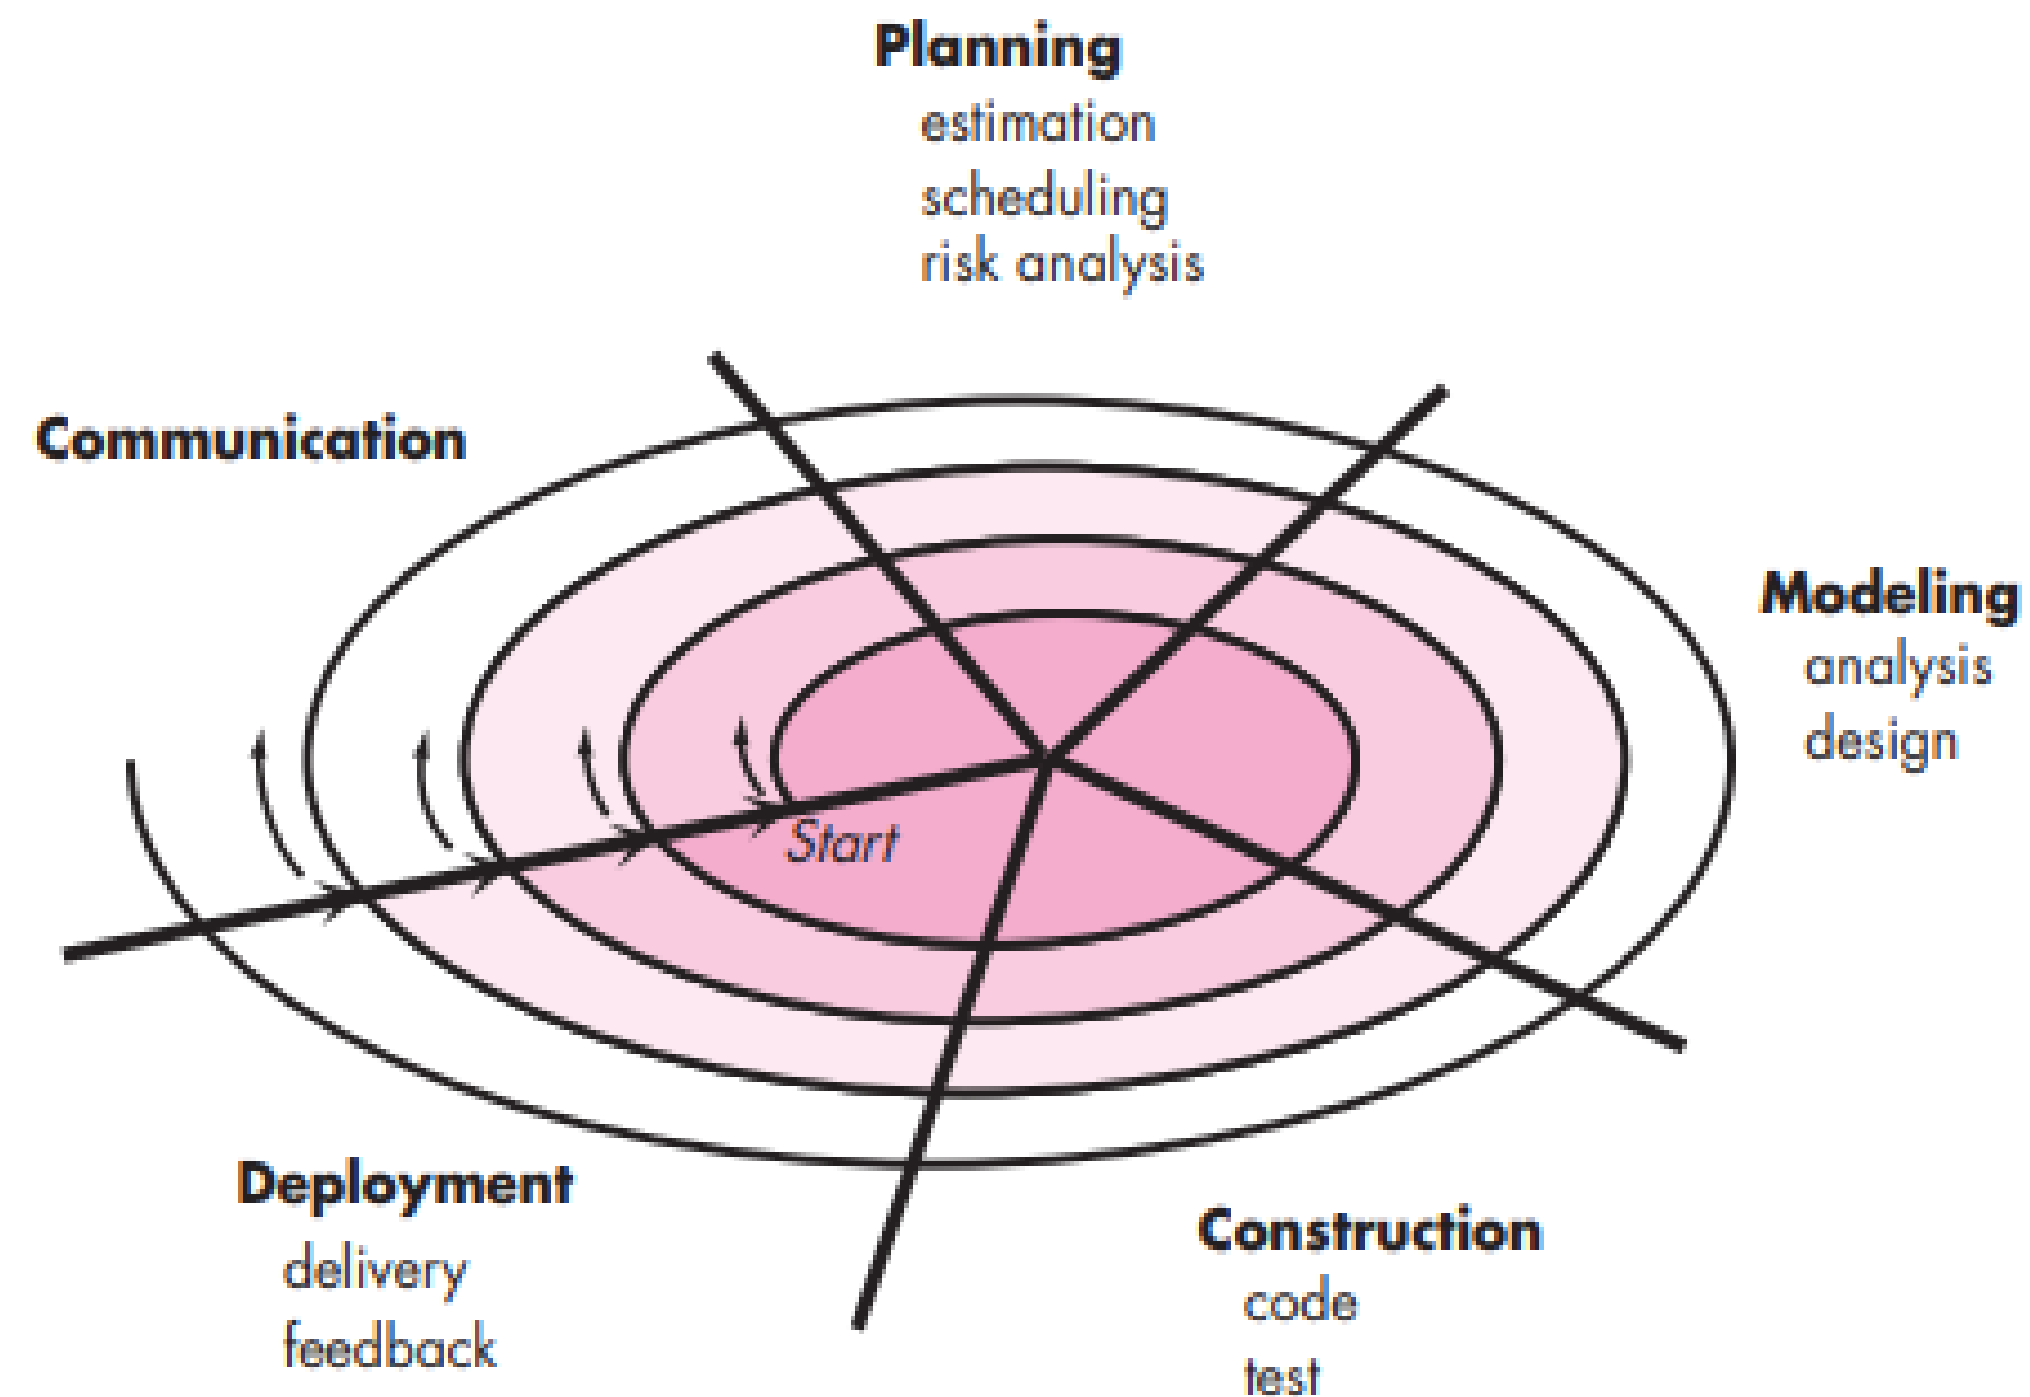 Planning
estimation
scheduling
risk analysis
Communication
Modeling
analysis
design
Start
Deployment
delivery
feedback
Construction
code
test